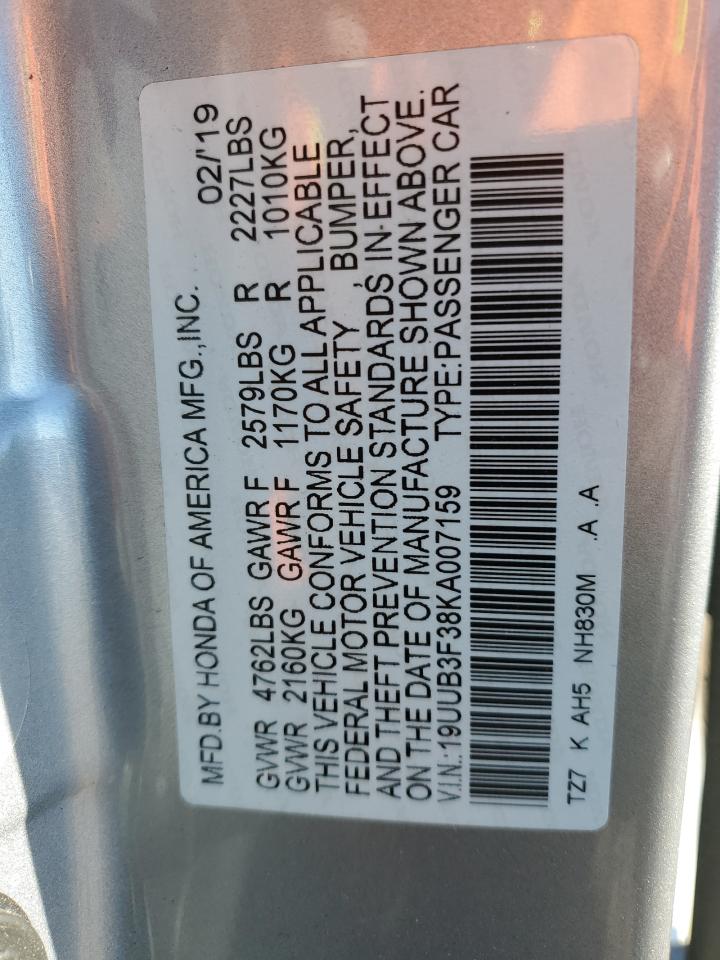 MFD.BY HONDA OF AMERICA MFG.,INC. 02/'19
GVWR 4762LBS GAWR F 2579LBS R 2227LBS
GVWR 2160KG GAWR F 1170KG R 1010KG
THIS VEHICLE CONFORMS TO ALL APPLICABLE
FEDERAL MOTOR VEHICLE SAFETY , BUMPER,
AND THEFT PREVENTION STANDARDS IN EFFECT
ON THE DATE OF MANUFACTURE SHOWN ABOVE.
V.I.N.:19UUB3F38KA007159 TYPE:PASSENGER CAR
TZ7 K AH5 NH830M .A .A